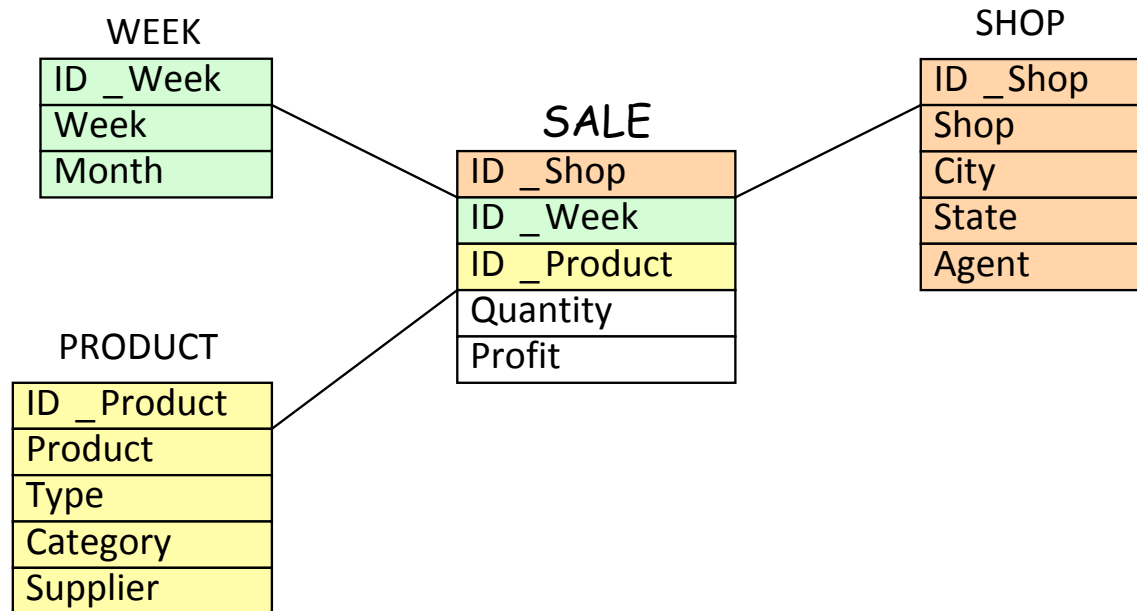 WEEK
ID _Week
Week
Month
SALE
ID _Shop
ID _Week
ID _Product
Quantity
Profit
SHOP
ID _Shop
Shop
City
State
Agent
PRODUCT
ID _Product
Product
Type
Category
Supplier